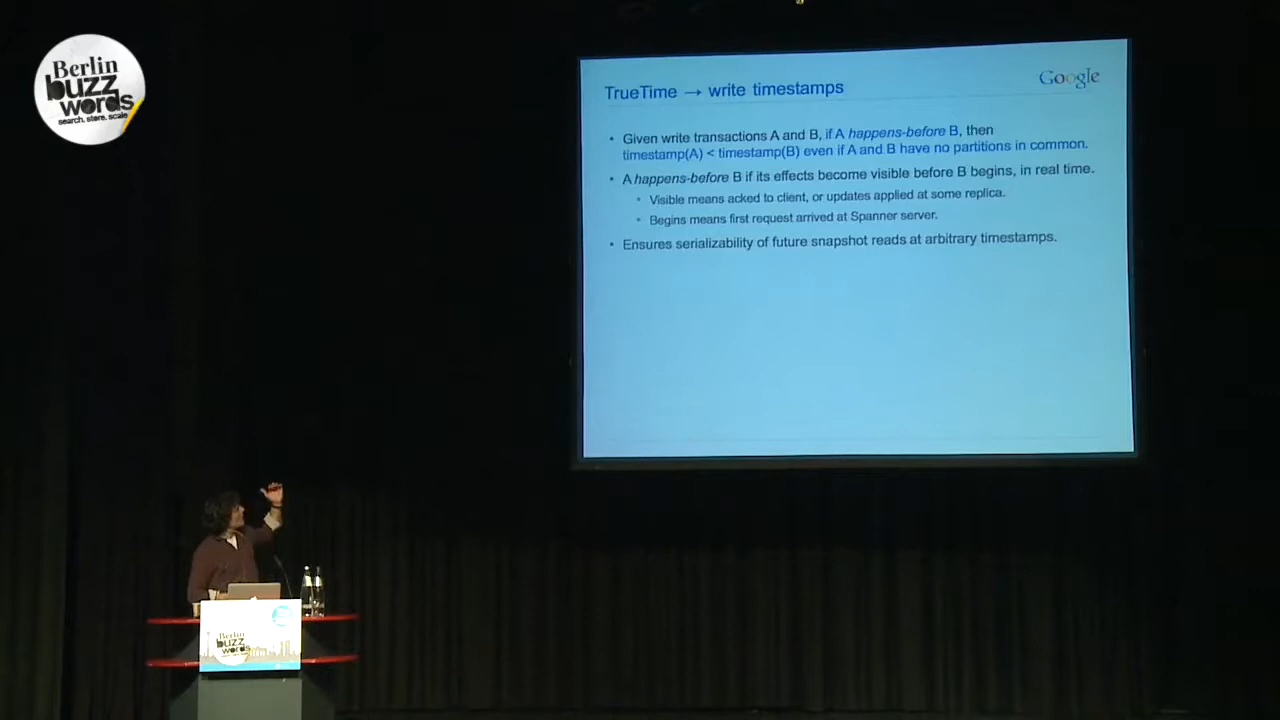 Berlin
buzz
words
search. store. scale.
Google
TrueTime → write timestamps
• Given write transactions A and B, if A happens-before B, then
timestamp(A) < timestamp(B) even if A and B have no partitions in common.
• A happens-before B if its effects become visible before B begins, in real time.
• Visible means acked to client, or updates applied at some replica.
• Begins means first request arrived at Spanner server.
• Ensures serializability of future snapshot reads at arbitrary timestamps.
Berlin
buzz
words